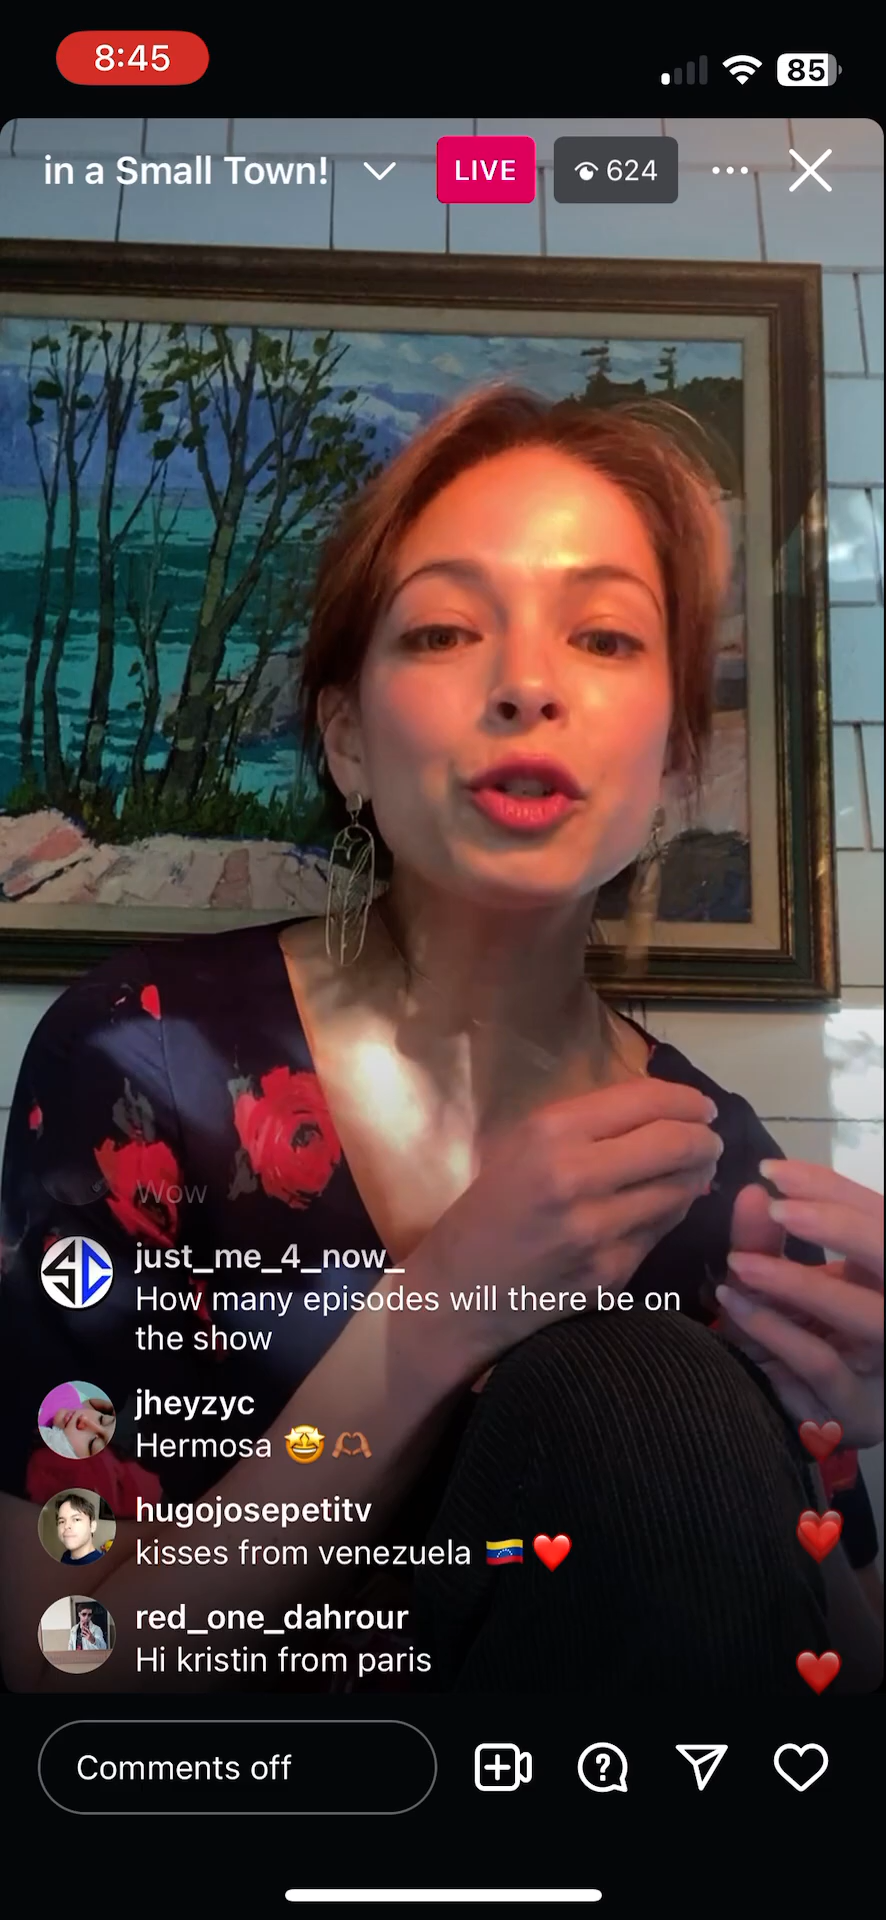 8:45
85
in a Small Town!
LIVE
624
Wow
just_me_4_now_
How many episodes will there be on
the show
jheyzyc
Hermosa 🤩🫶🏽
hugojosepetitv
kisses from venezuela 🇻🇪❤️
red_one_dahrour
Hi kristin from paris
Comments off